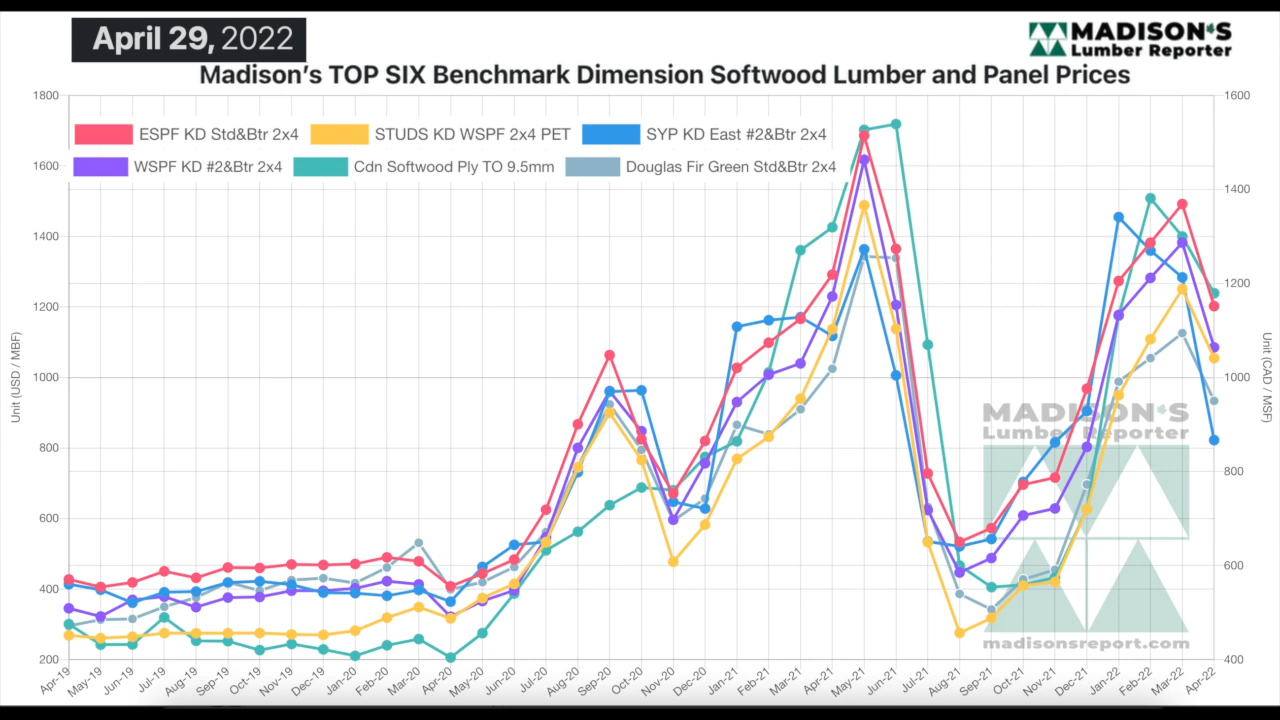 April 29, 2022
MADISON'S
Lumber Reporter
Madison's TOP SIX Benchmark Dimension Softwood Lumber and Panel Prices
1800
1600
1400
1200
1000
800
600
400
200
Unit (USD / MBF)
ESPF KD Std&Btr 2x4
STUDS KD WSPF 2x4 PET
SYP KD East #2&Btr 2x4
WSPF KD #2&Btr 2x4
Cdn Softwood Ply TO 9.5mm
Douglas Fir Green Std&Btr 2x4
1600
1400
1200
1000
800
600
400
Unit (CAD / MSF)
MADISON'S
Lumber Reporter
madisonsreport.com
Apr-19
May-19
Jun-19
Jul-19
Aug-19
Sep-19
Oct-19
Nov-19
Dec-19
Jan-20
Feb-20
Mar-20
Apr-20
May-20
Jun-20
Jul-20
Aug-20
Sep-20
Oct-20
Nov-20
Dec-20
Jan-21
Feb-21
Mar-21
Apr-21
May-21
Jun-21
Jul-21
Aug-21
Sep-21
Oct-21
Nov-21
Dec-21
Jan-22
Feb-22
Mar-22
Apr-22